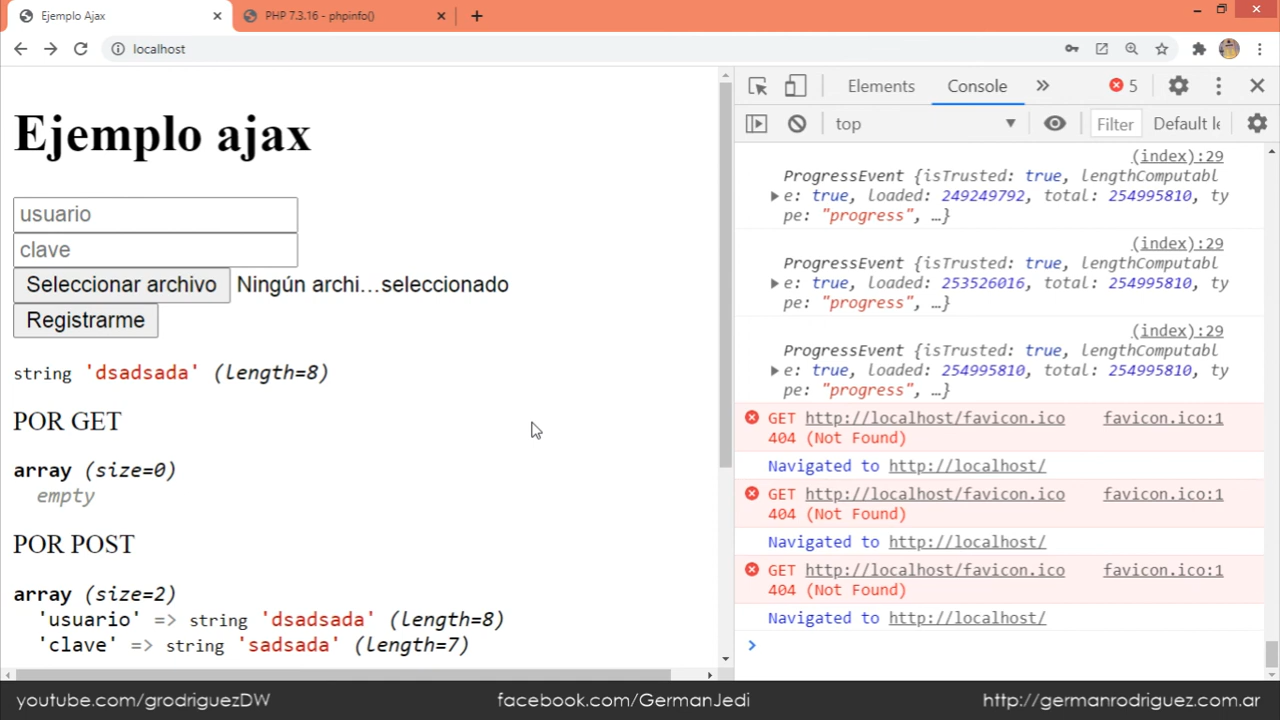 Ejemplo Ajax
PHP 7.3.16 - phpinfo()
localhost
Ejemplo ajax
usuario
clave
Seleccionar archivo Ningún archi...seleccionado
Registrarme
string 'dsadsada' (length=8)
POR GET
array (size=0)
empty
POR POST
array (size=2)
'usuario' => string 'dsadsada' (length=8)
'clave' => string 'sadsada' (length=7)
Elements Console » 5
top Filter Default le
(index):29
ProgressEvent {isTrusted: true, lengthComputabl
e: true, loaded: 249249792, total: 254995810, ty
pe: "progress", …}
(index):29
ProgressEvent {isTrusted: true, lengthComputabl
e: true, loaded: 253526016, total: 254995810, ty
pe: "progress", …}
(index):29
ProgressEvent {isTrusted: true, lengthComputabl
e: true, loaded: 254995810, total: 254995810, ty
pe: "progress", …}
GET http://localhost/favicon.ico favicon.ico:1
404 (Not Found)
Navigated to http://localhost/
GET http://localhost/favicon.ico favicon.ico:1
404 (Not Found)
Navigated to http://localhost/
GET http://localhost/favicon.ico favicon.ico:1
404 (Not Found)
Navigated to http://localhost/
youtube.com/grodriguezDW facebook.com/GermanJedi http://germanrodriguez.com.ar